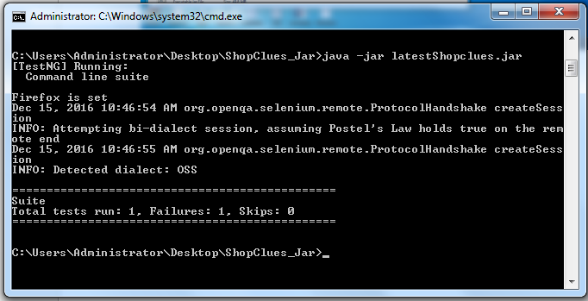 Administrator: C:\Windows\system32\cmd.exe
C:\Users\Administrator\Desktop\ShopClues_Jar>java -jar latestShopclues.jar
[TestNG] Running:
  Command line suite
Firefox is set
Dec 15, 2016 10:46:54 AM org.openqa.selenium.remote.ProtocolHandshake createSess
ion
INFO: Attempting bi-dialect session, assuming Postel's Law holds true on the rem
ote end
Dec 15, 2016 10:46:55 AM org.openqa.selenium.remote.ProtocolHandshake createSess
ion
INFO: Detected dialect: OSS
===============================================
Suite
Total tests run: 1, Failures: 1, Skips: 0
===============================================
C:\Users\Administrator\Desktop\ShopClues_Jar>_